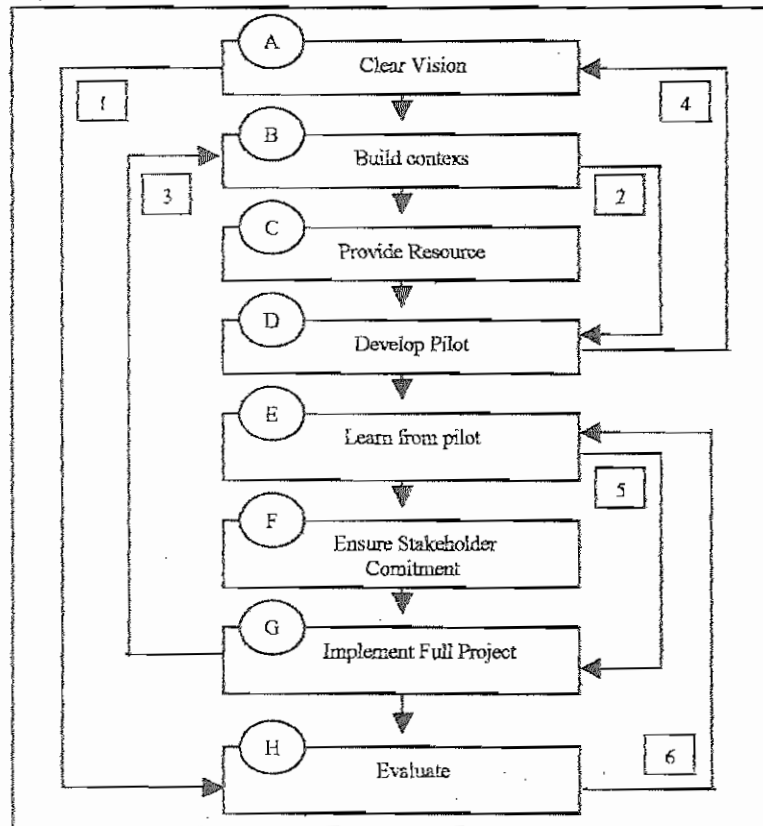 A
Clear Vision
1
4
B
Build contexs
3
2
C
Provide Resource
D
Develop Pilot
E
Learn from pilot
5
F
Ensure Stakeholder
Comitment
G
Implement Full Project
H
Evaluate
6